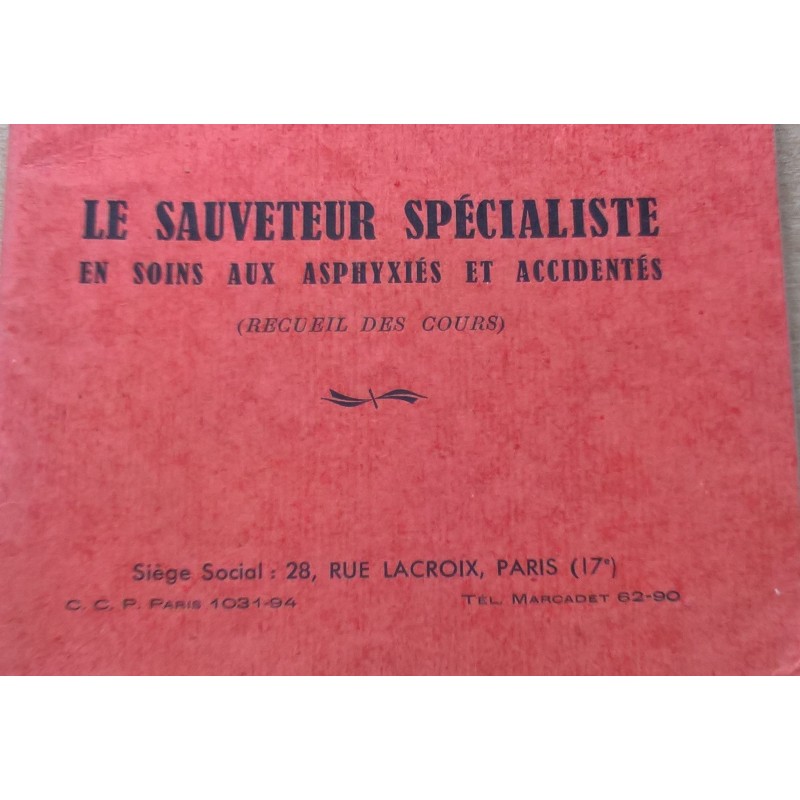 LE SAUVETEUR SPÉCIALISTE
EN SOINS AUX ASPHYXIÉS ET ACCIDENTÉS
(RECUEIL DES COURS)
Siège Social : 28, RUE LACROIX, PARIS (17e)
C. C. P. PARIS 1031-94 TEL. MARCADET 62-90